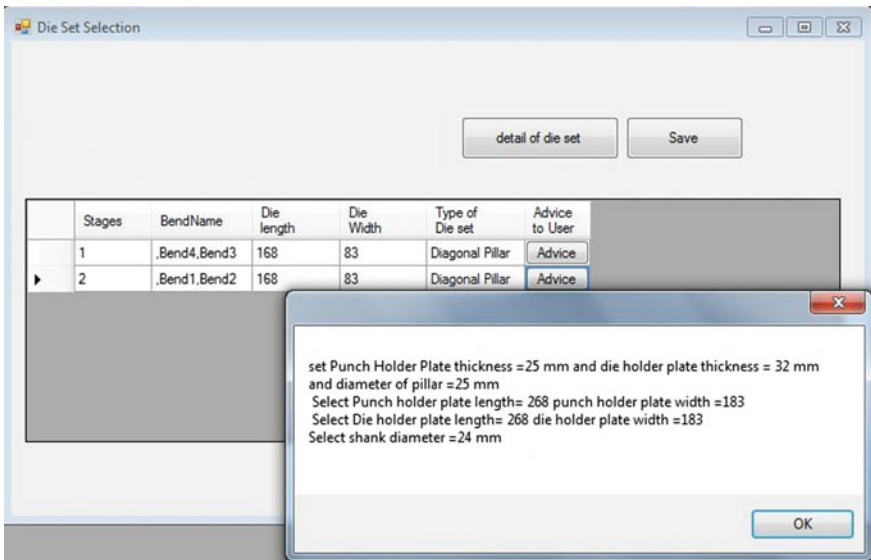 Die Set Selection
detail of die set Save
Stages BendName Die length Die Width Type of Die set Advice to User
1 ,Bend4,Bend3 168 83 Diagonal Pillar Advice
2 ,Bend1,Bend2 168 83 Diagonal Pillar Advice
set Punch Holder Plate thickness =25 mm and die holder plate thickness = 32 mm
and diameter of pillar =25 mm
Select Punch holder plate length= 268 punch holder plate width =183
Select Die holder plate length= 268 die holder plate width =183
Select shank diameter =24 mm
OK